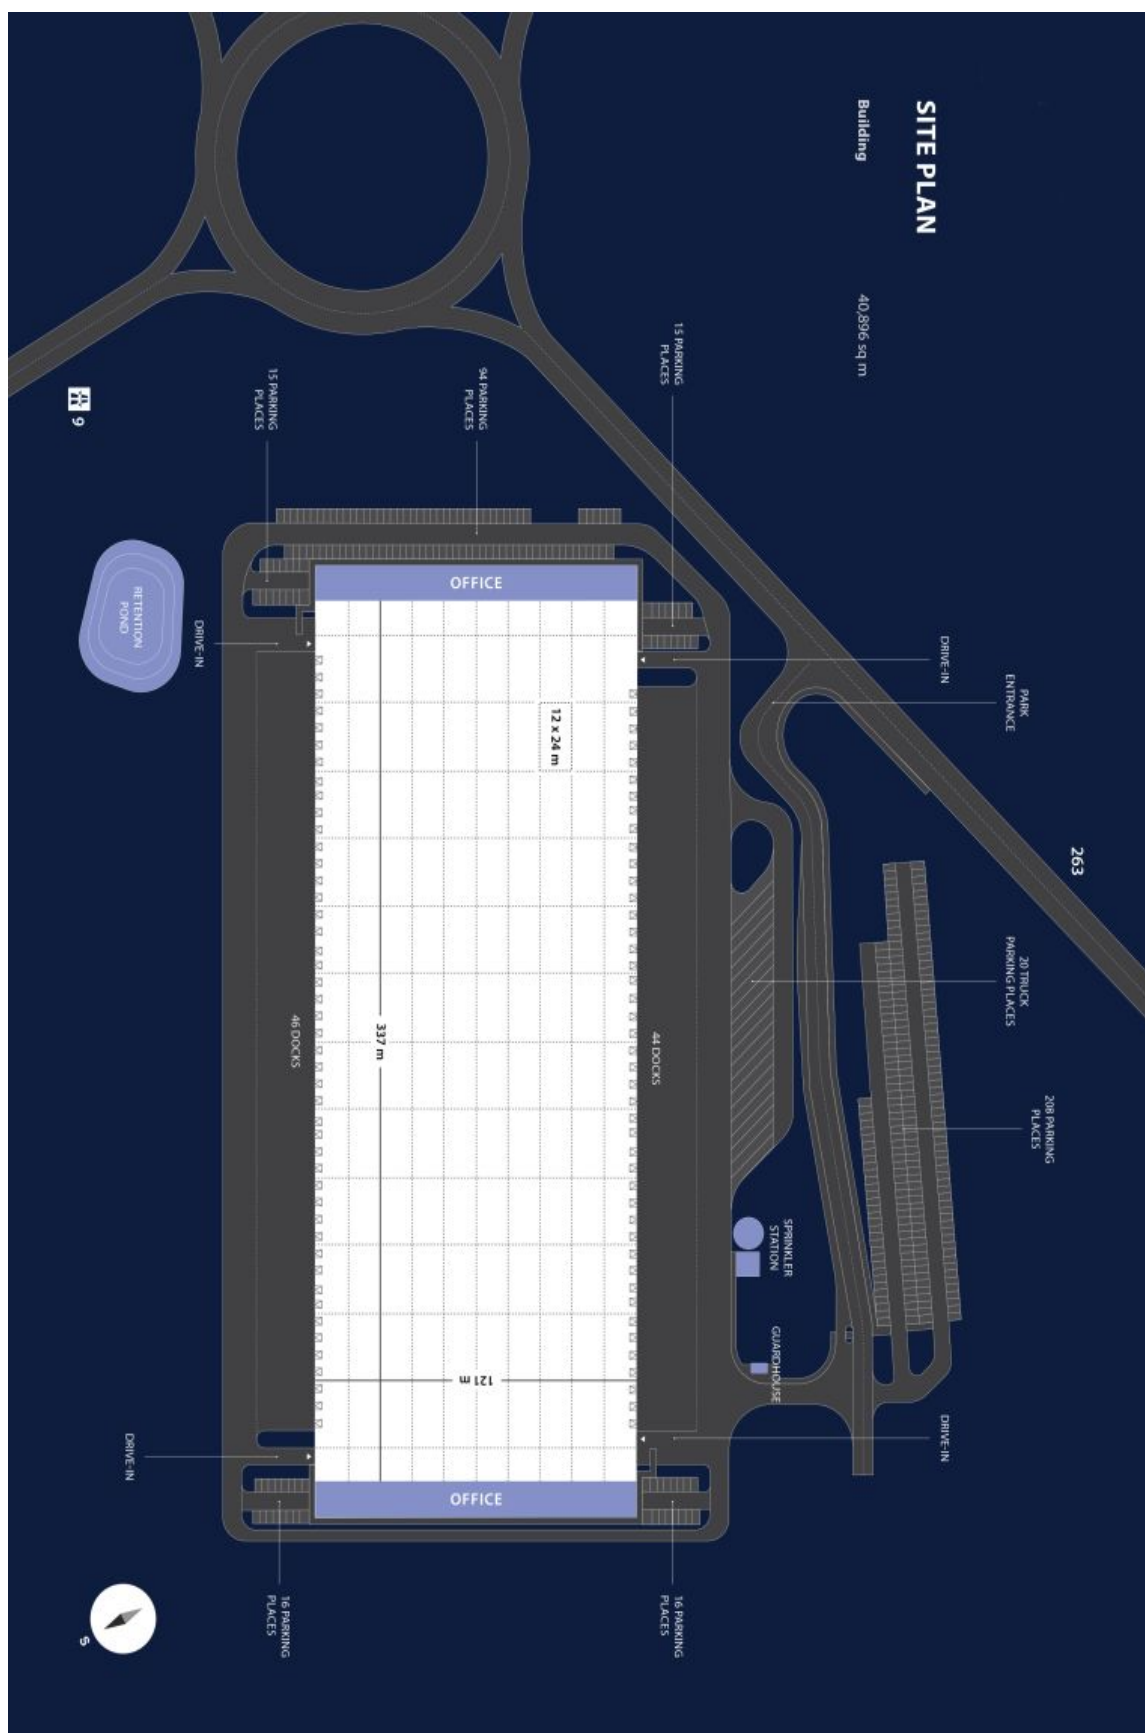 SITE PLAN
Building
40,896 sq m
15 PARKING
PLACES
94 PARKING
PLACES
15 PARKING
PLACES
9
RETENTION
POND
DRIVE-IN
OFFICE
DRIVE-IN
PARK
ENTRANCE
12 x 24 m
263
20 TRUCK
PARKING PLACES
46 DOCKS
337 m
44 DOCKS
208 PARKING
PLACES
SPRINKLER
STATION
GUARDHOUSE
121 m
DRIVE-IN
DRIVE-IN
OFFICE
16 PARKING
PLACES
16 PARKING
PLACES
S